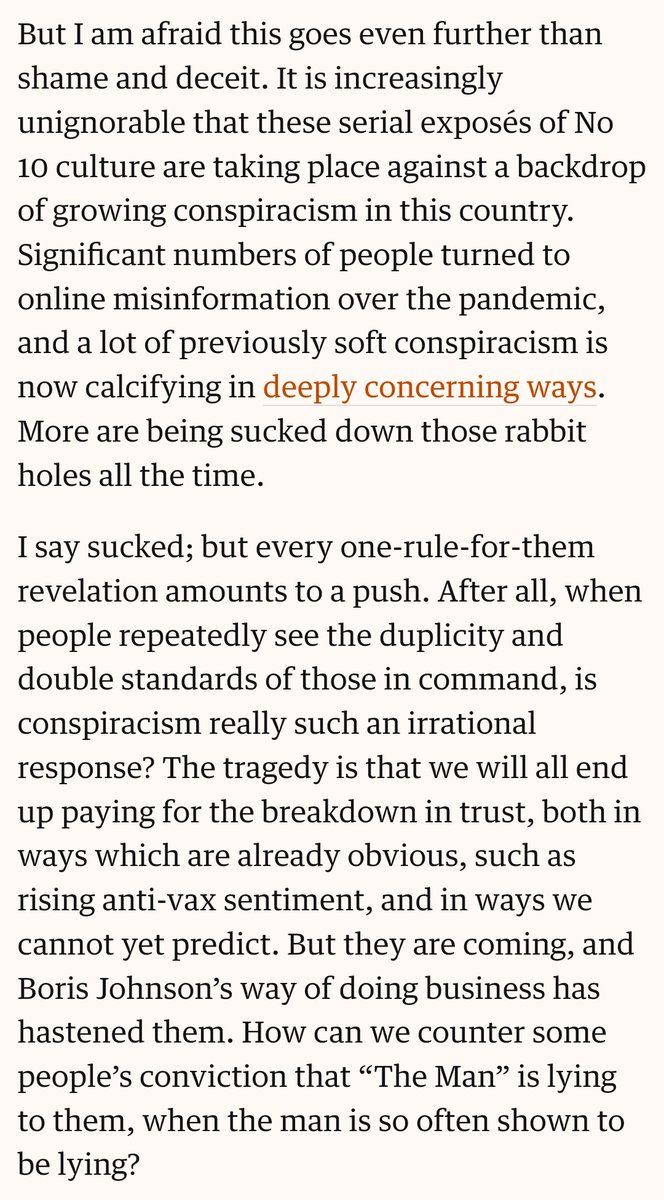 But I am afraid this goes even further than
shame and deceit. It is increasingly
unignorable that these serial exposés of No
10 culture are taking place against a backdrop
of growing conspiracism in this country.
Significant numbers of people turned to
online misinformation over the pandemic,
and a lot of previously soft conspiracism is
now calcifying in deeply concerning ways.
More are being sucked down those rabbit
holes all the time.
I say sucked; but every one-rule-for-them
revelation amounts to a push. After all, when
people repeatedly see the duplicity and
double standards of those in command, is
conspiracism really such an irrational
response? The tragedy is that we will all end
up paying for the breakdown in trust, both in
ways which are already obvious, such as
rising anti-vax sentiment, and in ways we
cannot yet predict. But they are coming, and
Boris Johnson’s way of doing business has
hastened them. How can we counter some
people’s conviction that “The Man” is lying
to them, when the man is so often shown to
be lying?